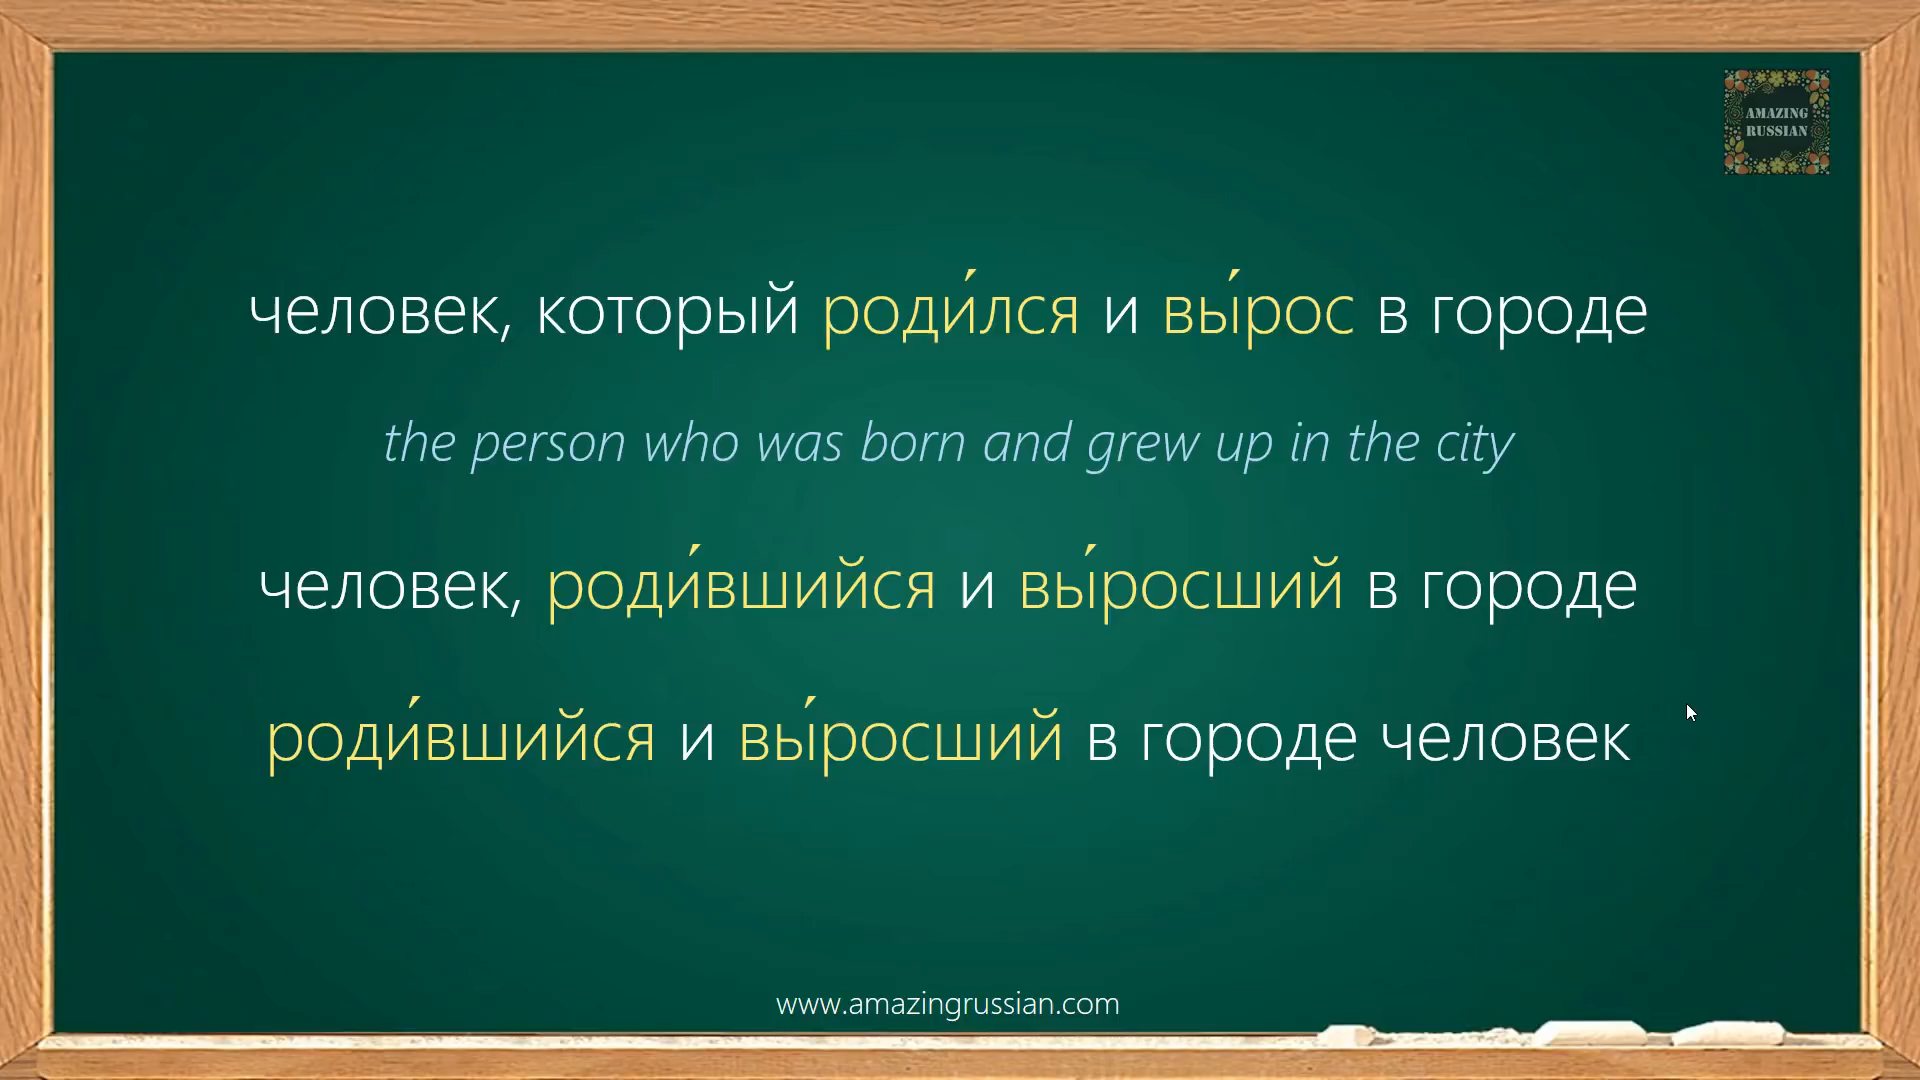 AMAZING
RUSSIAN
человек, который роди́лся и вы́рос в городе
the person who was born and grew up in the city
человек, роди́вшийся и вы́росший в городе
роди́вшийся и вы́росший в городе человек
www.amazingrussian.com